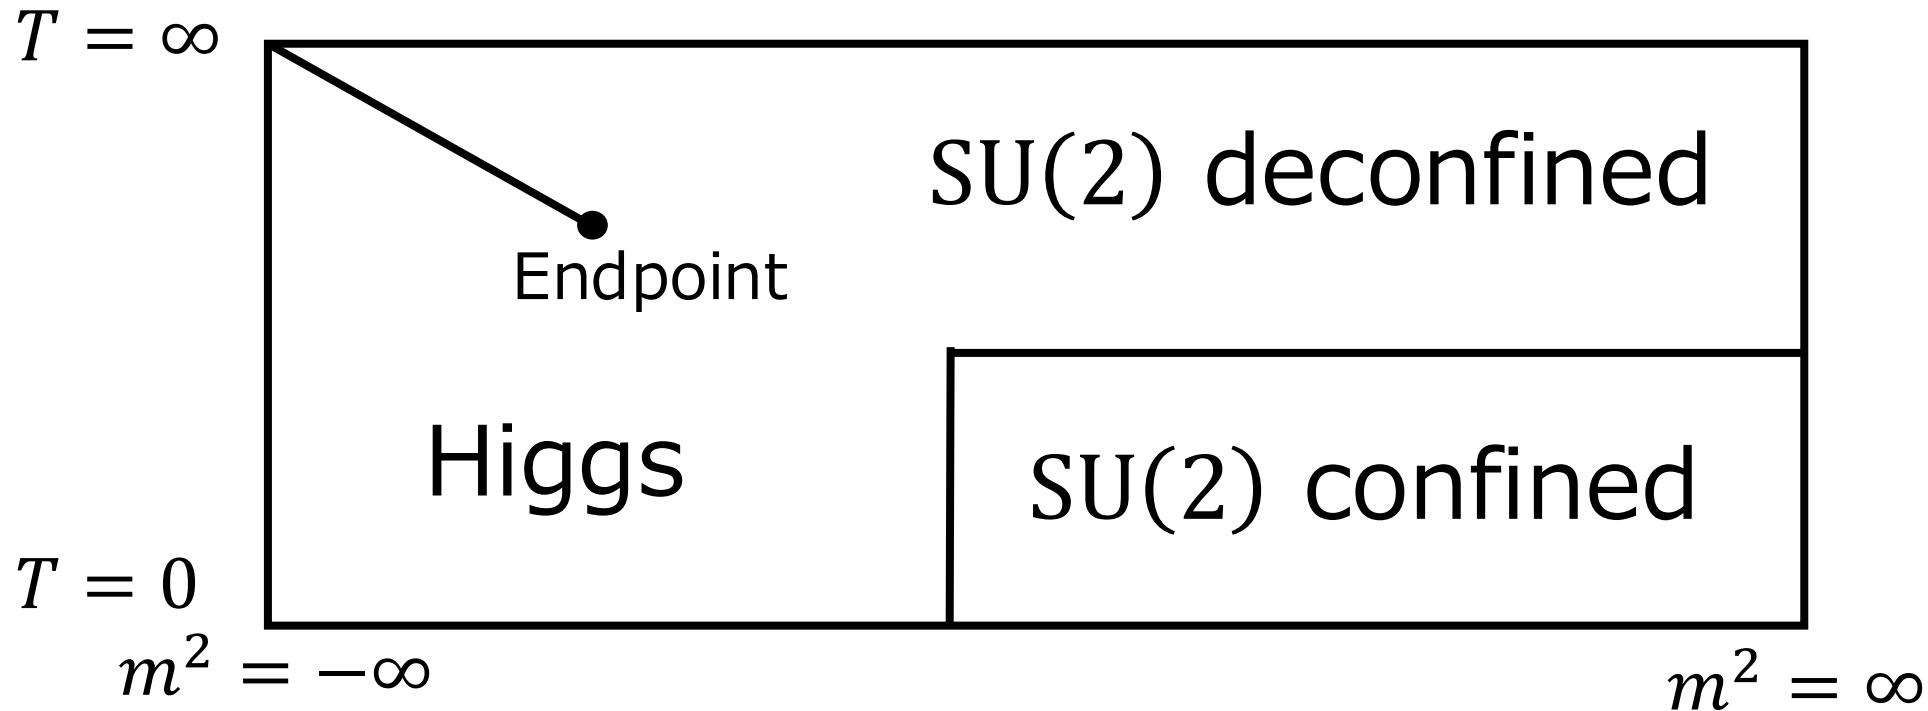 T = ∞
SU(2) deconfined
Endpoint
Higgs
SU(2) confined
T = 0
m² = −∞
m² = ∞